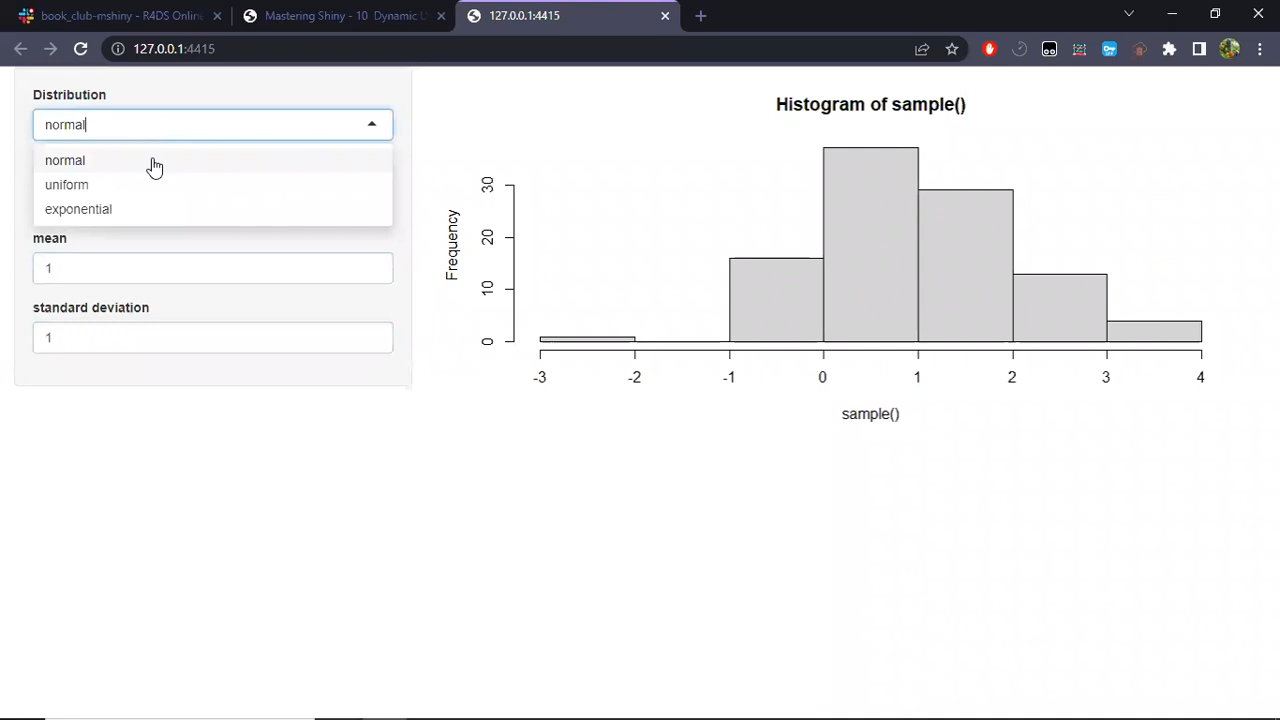 book_club-mshiny - R4DS Onlin
Mastering Shiny - 10 Dynamic U
127.0.0.1:4415
127.0.0.1:4415
Distribution
normal
normal
uniform
exponential
mean
1
standard deviation
1
Histogram of sample()
Frequency
0 10 20 30
-3 -2 -1 0 1 2 3 4
sample()